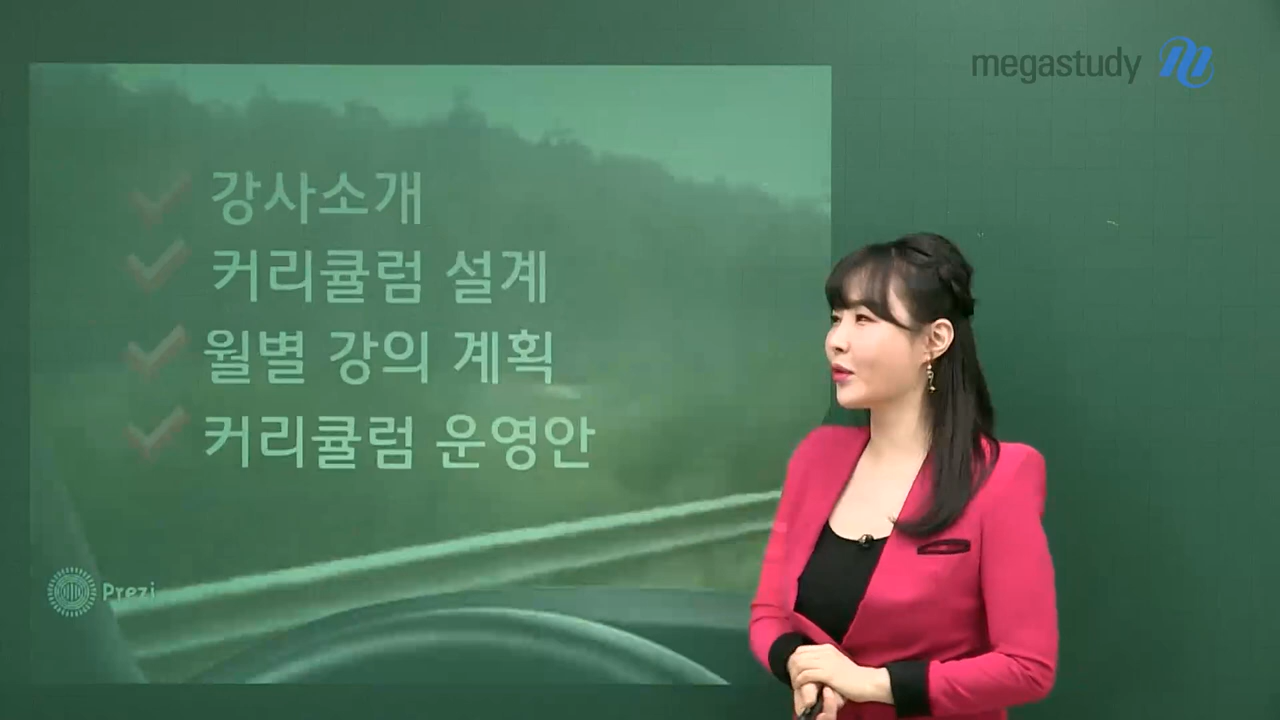 megastudy
강사소개
커리큘럼 설계
월별 강의 계획
커리큘럼 운영안
Prezi